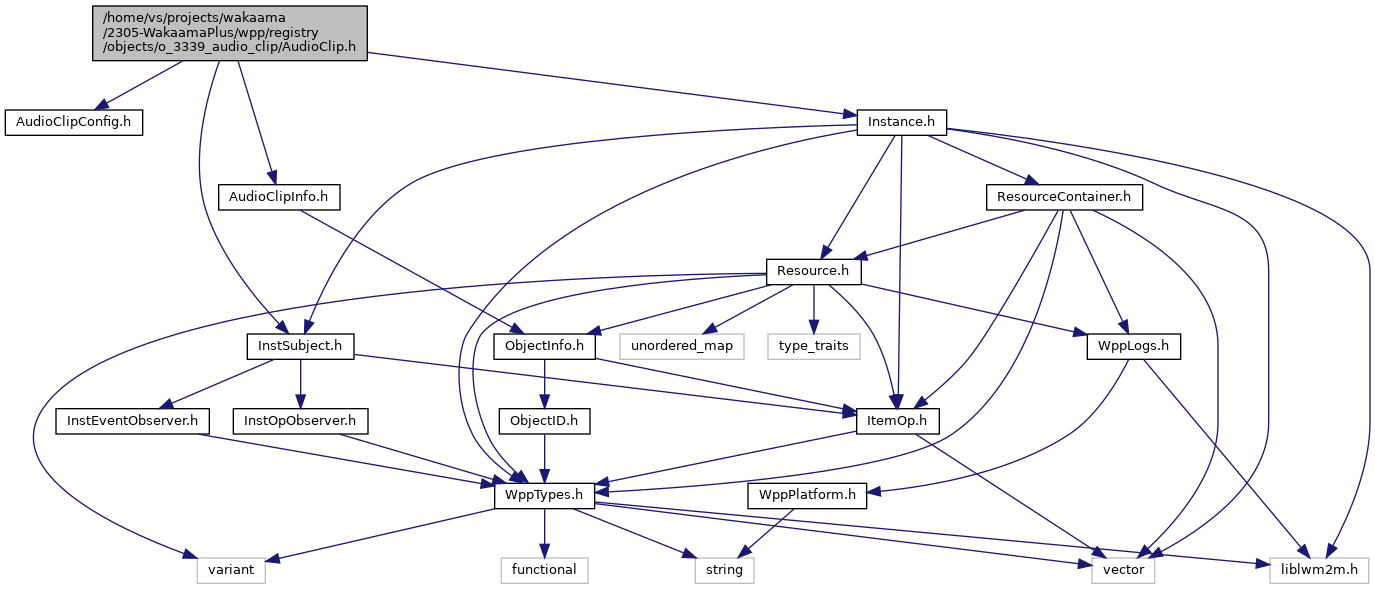 /home/vs/projects/wakaama
/2305-WakaamaPlus/wpp/registry
/objects/o_3339_audio_clip/AudioClip.h
AudioClipConfig.h
Instance.h
AudioClipInfo.h
ResourceContainer.h
Resource.h
InstSubject.h
ObjectInfo.h
unordered_map
type_traits
WppLogs.h
InstEventObserver.h
InstOpObserver.h
ObjectID.h
ItemOp.h
WppTypes.h
WppPlatform.h
variant
functional
string
vector
liblwm2m.h